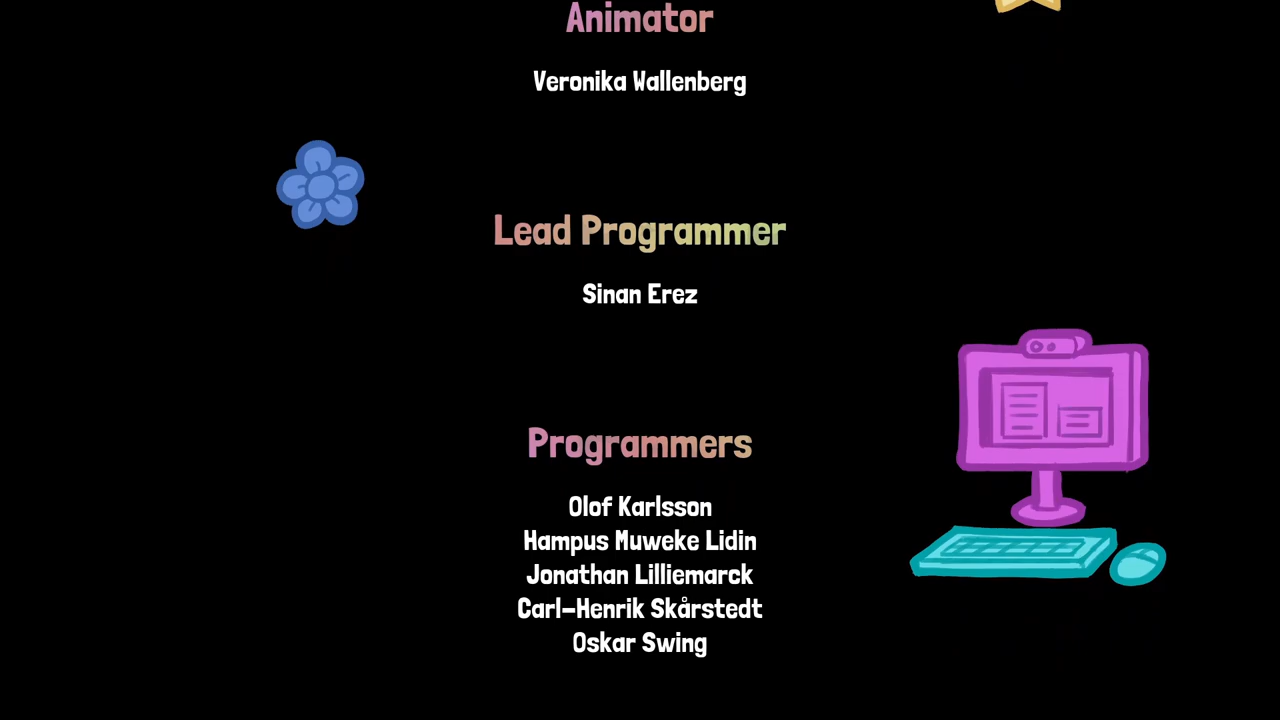 Animator
Veronika Wallenberg
Lead Programmer
Sinan Erez
Programmers
Olof Karlsson
Hampus Muweke Lidin
Jonathan Lilliemarck
Carl-Henrik Skårstedt
Oskar Swing